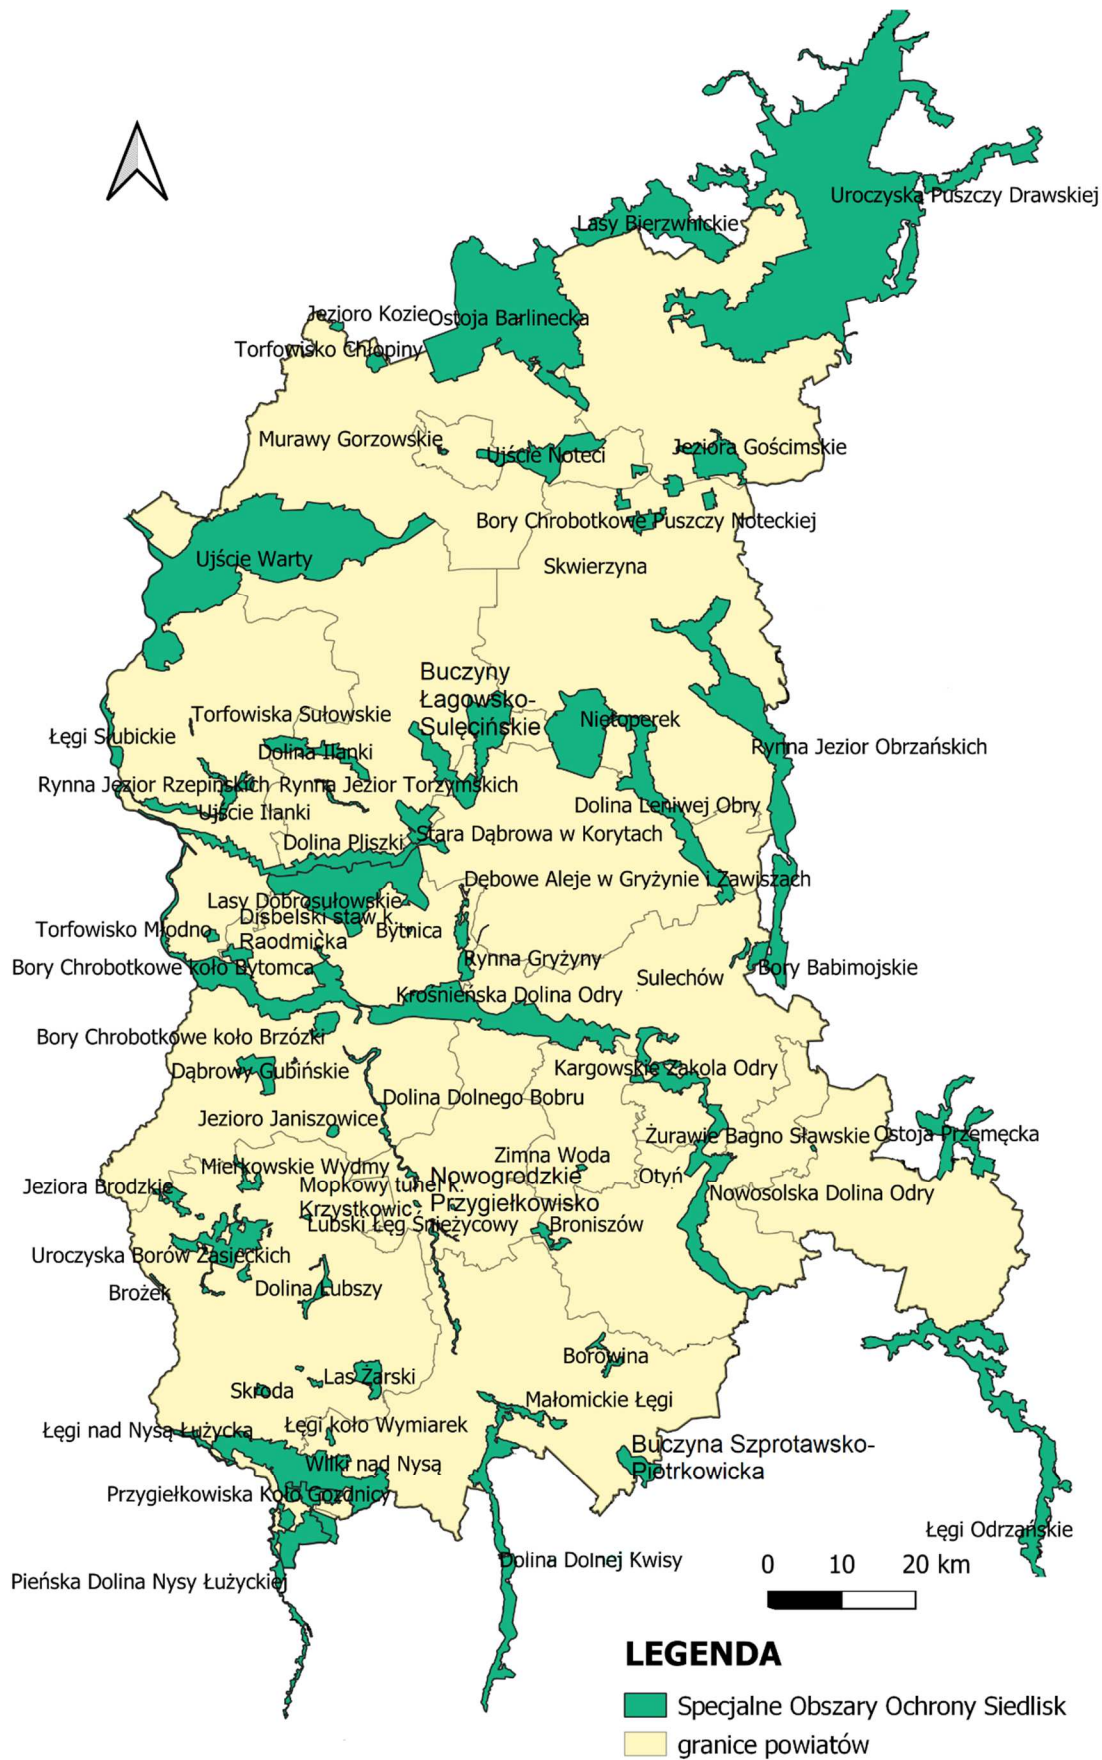 Uroczyska Puszczy Drawskiej
Lasy Bierzwnickie
Jezioro Kozie
Ostoja Barlinecka
Torfowisko Chłopiny
Murawy Gorzowskie
Ujście Noteci
Jeziora Gościmskie
Bory Chrobotkowe Puszczy Noteckiej
Ujście Warty
Skwierzyna
Buczyny
Łagowsko-
Sulęcińskie
Torfowiska Sułowskie
Nietoperek
Łęgi Słubickie
Dolina Ilanki
Rynna Jezior Obrzańskich
Rynna Jezior Rzepińskich
Rynna Jezior Torzymskich
Ujście Ilanki
Dolina Leniwej Obry
Dolina Pliszki
Stara Dąbrowa w Korytach
Dębowe Aleje w Gryżynie i Zawiszach
Lasy Dobrosułowskie
Disbelski staw k.
Raodmicka
Bytnica
Torfowisko Młodno
Rynna Gryżyny
Bory Chrobotkowe koło Bytomca
Sulechów
Bory Babimojskie
Krośnieńska Dolina Odry
Bory Chrobotkowe koło Brzózki
Dąbrowy Gubińskie
Kargowskie Zakola Odry
Dolina Dolnego Bobru
Jezioro Janiszowice
Żurawie Bagno Sławskie
Ostoja Przemęcka
Zimna Woda
Mierkowskie Wydmy
Otyń
Jeziora Brodzkie
Mopkowy tunel k.
Krzystkowic
Nowogrodzkie
Przygiełkowisko
Nowosolska Dolina Odry
Łubski Łęg Śnieżycowy
Broniszów
Uroczyska Borów Zasieckich
Brożek
Dolina Lubszy
Borowina
Las Żarski
Skroda
Małomickie Łęgi
Łęgi nad Nysą Łużycką
Łęgi koło Wymiarek
Buczyna Szprotawsko-
Piotrkowicka
Wilki nad Nysą
Przygiełkowiska Koło Gozdnicy
Łęgi Odrzańskie
Dolina Dolnej Kwisy
Pieńska Dolina Nysy Łużyckiej
0 10 20 km
LEGENDA
Specjalne Obszary Ochrony Siedlisk
granice powiatów